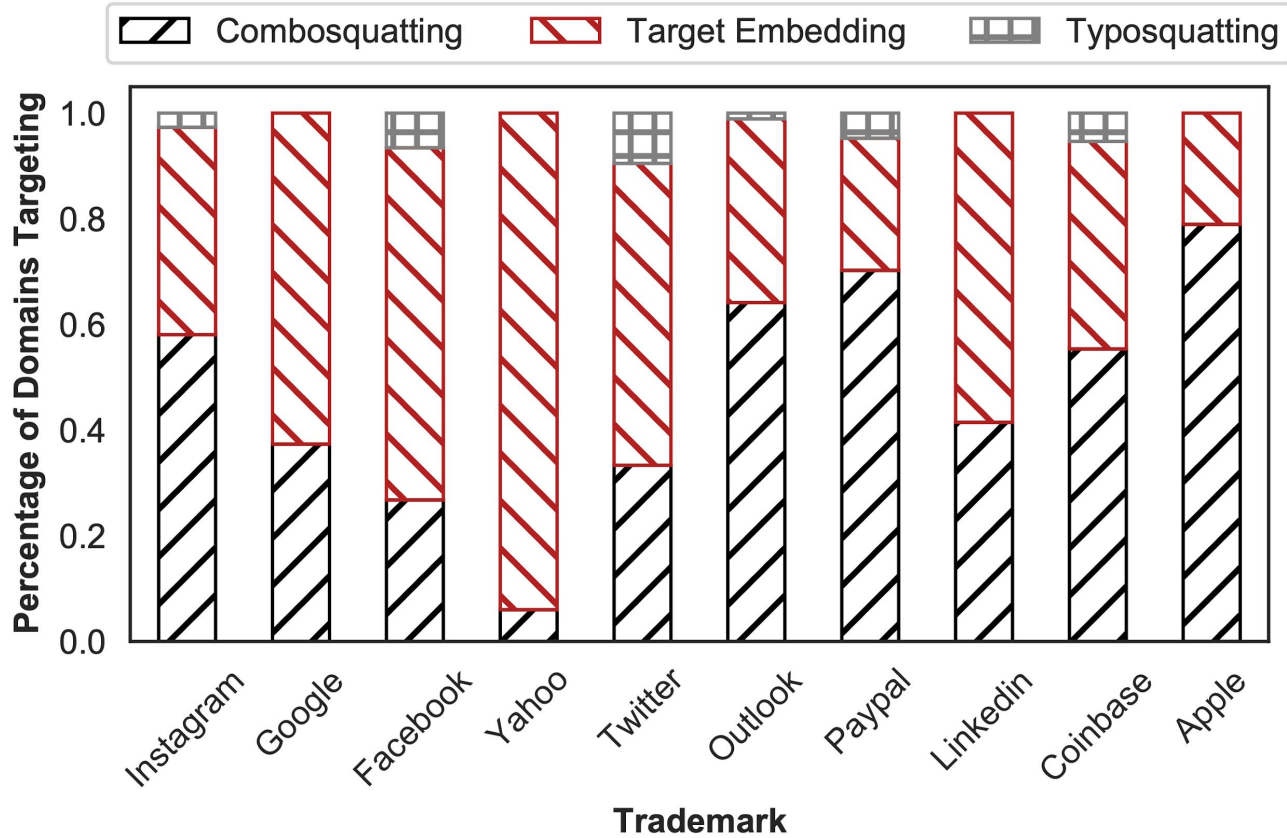 Combosquatting Target Embedding Typosquatting
Percentage of Domains Targeting
1.0
0.8
0.6
0.4
0.2
0.0
Instagram
Google
Facebook
Yahoo
Twitter
Outlook
Paypal
Linkedin
Coinbase
Apple
Trademark